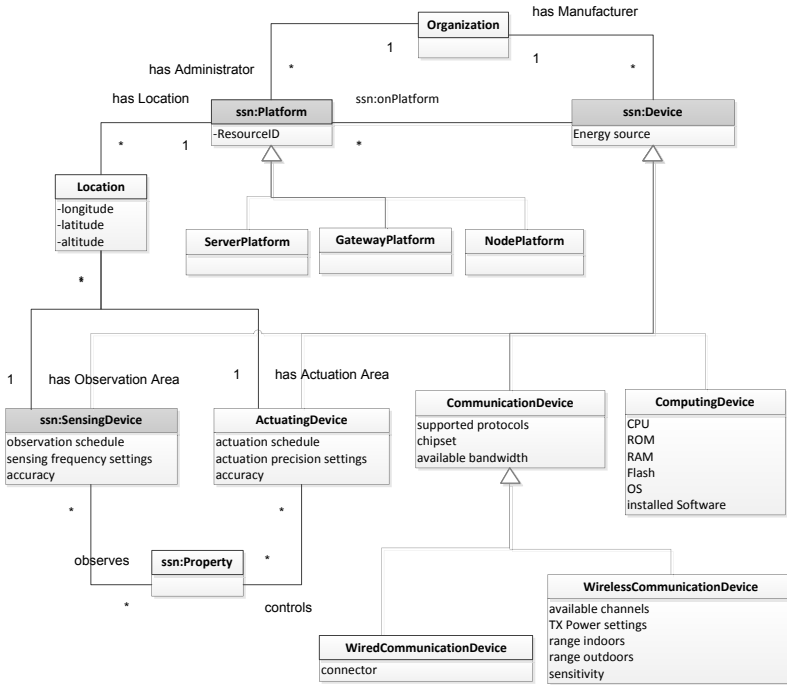 has Manufacturer
Organization
1
1
has Administrator
*
*
has Location
ssn:onPlatform
ssn:Platform
-ResourceID
ssn:Device
Energy source
*
1
*
Location
-longitude
-latitude
-altitude
ServerPlatform
GatewayPlatform
NodePlatform
*
1
has Observation Area
1
has Actuation Area
ssn:SensingDevice
observation schedule
sensing frequency settings
accuracy
ActuatingDevice
actuation schedule
actuation precision settings
accuracy
CommunicationDevice
supported protocols
chipset
available bandwidth
ComputingDevice
CPU
ROM
RAM
Flash
OS
installed Software
*
*
observes
ssn:Property
*
*
controls
WiredCommunicationDevice
connector
WirelessCommunicationDevice
available channels
TX Power settings
range indoors
range outdoors
sensitivity